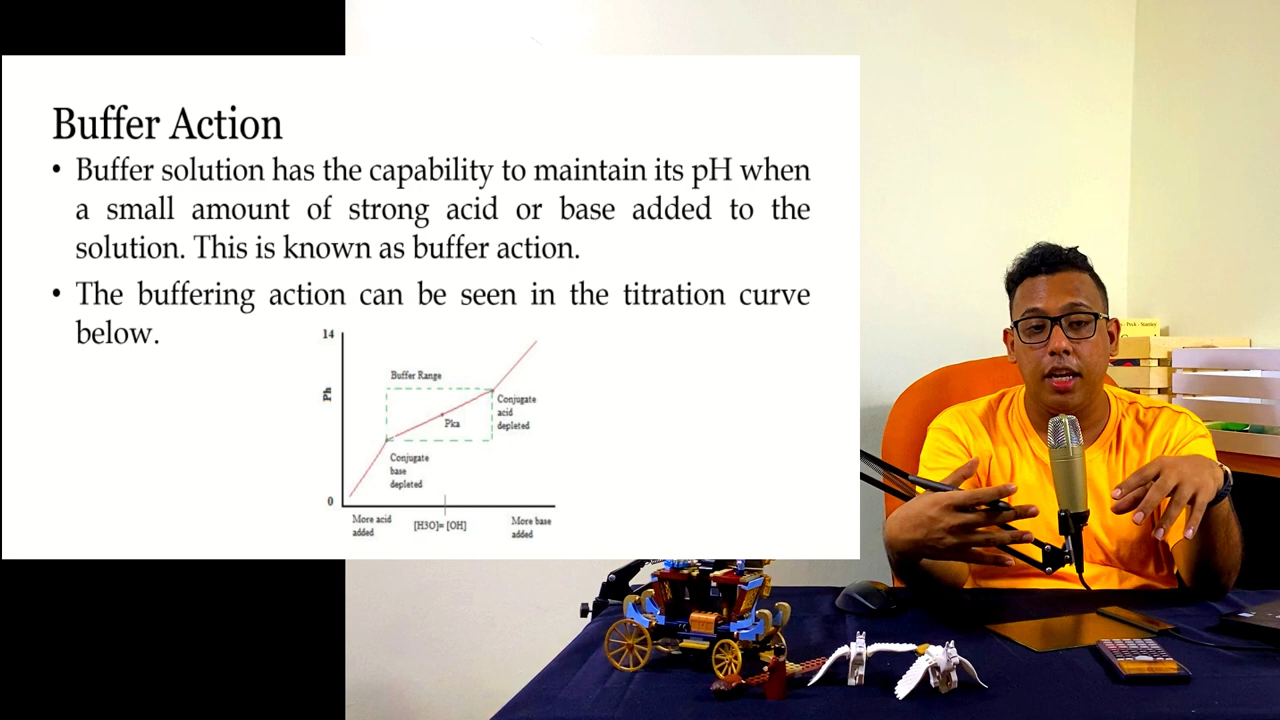 Buffer Action
• Buffer solution has the capability to maintain its pH when
a small amount of strong acid or base added to the
solution. This is known as buffer action.
• The buffering action can be seen in the titration curve
below.
14
Buffer Range
Ph
Conjugate
acid
depleted
Pka
Conjugate
base
depleted
0
More acid
added
[H3O]= [OH]
More base
added
Peck - Stanley